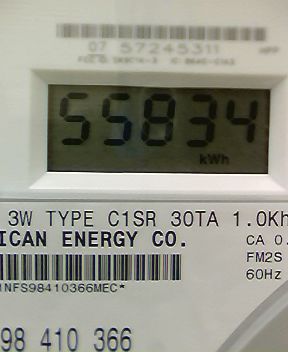 07 57245311
55834
kWh
3W TYPE C1SR 30TA 1.0Kh
ICAN ENERGY CO.
CA 0.
FM2S
60Hz
NFS98410366MEC*
98 410 366